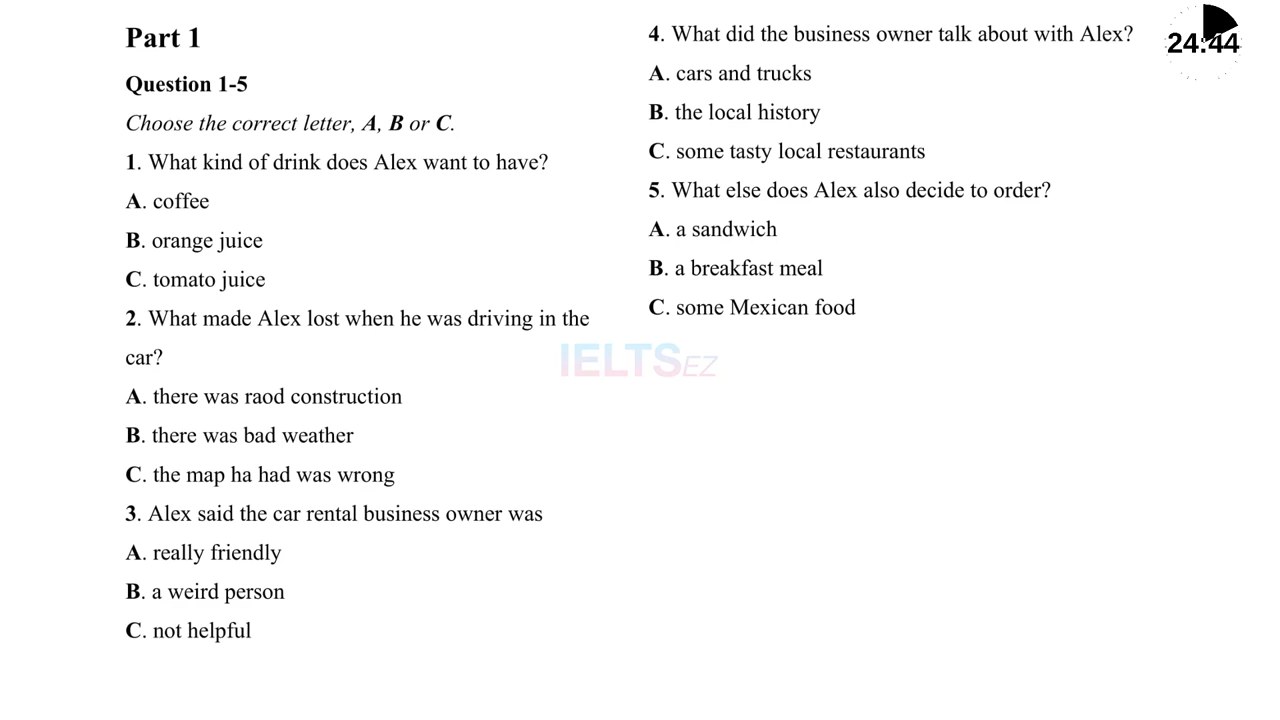 Part 1
Question 1-5
Choose the correct letter, A, B or C.
1. What kind of drink does Alex want to have?
A. coffee
B. orange juice
C. tomato juice
2. What made Alex lost when he was driving in the
car?
A. there was raod construction
B. there was bad weather
C. the map ha had was wrong
3. Alex said the car rental business owner was
A. really friendly
B. a weird person
C. not helpful
4. What did the business owner talk about with Alex?
A. cars and trucks
B. the local history
C. some tasty local restaurants
5. What else does Alex also decide to order?
A. a sandwich
B. a breakfast meal
C. some Mexican food
24:44
IELTSEZ